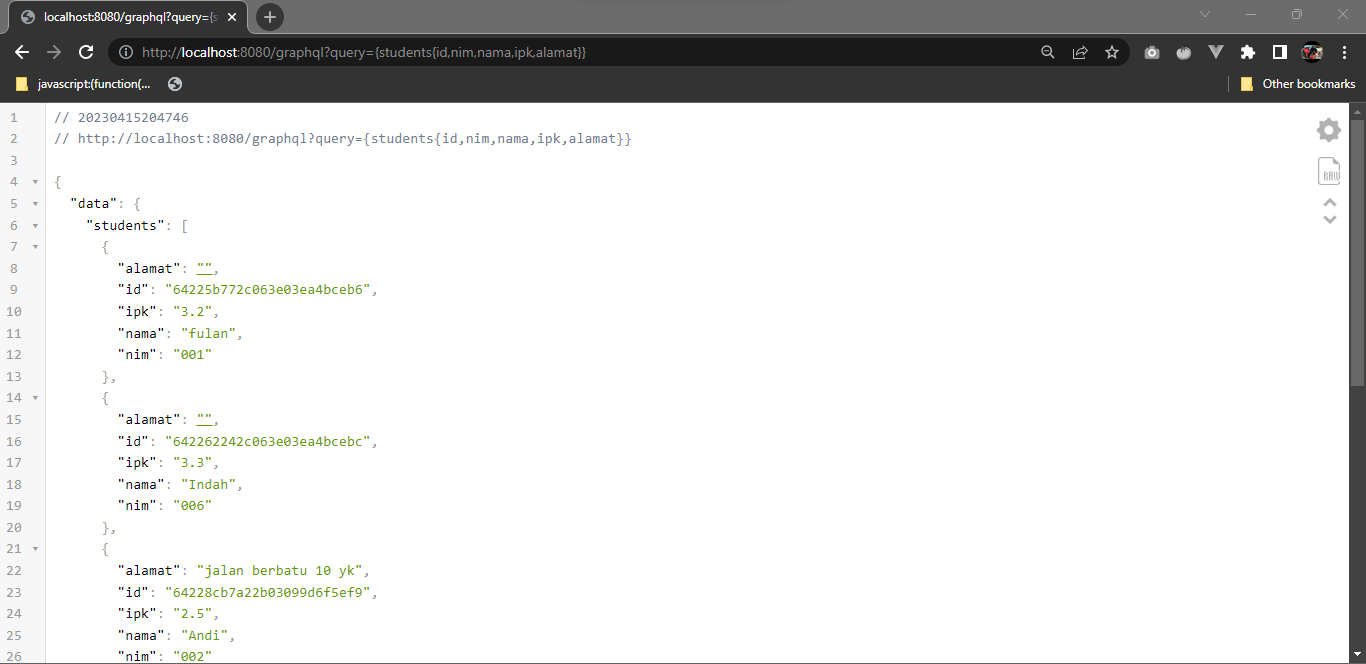 localhost:8080/graphql?query={s
http://localhost:8080/graphql?query={students{id,nim,nama,ipk,alamat}}
javascript:(function(...
Other bookmarks
1 // 20230415204746
2 // http://localhost:8080/graphql?query={students{id,nim,nama,ipk,alamat}}
3
4 {
5 "data": {
6 "students": [
7 {
8 "alamat": "",
9 "id": "64225b772c063e03ea4bceb6",
10 "ipk": "3.2",
11 "nama": "fulan",
12 "nim": "001"
13 },
14 {
15 "alamat": "",
16 "id": "642262242c063e03ea4bcebc",
17 "ipk": "3.3",
18 "nama": "Indah",
19 "nim": "006"
20 },
21 {
22 "alamat": "jalan berbatu 10 yk",
23 "id": "64228cb7a22b03099d6f5ef9",
24 "ipk": "2.5",
25 "nama": "Andi",
26 "nim": "002"
RAW